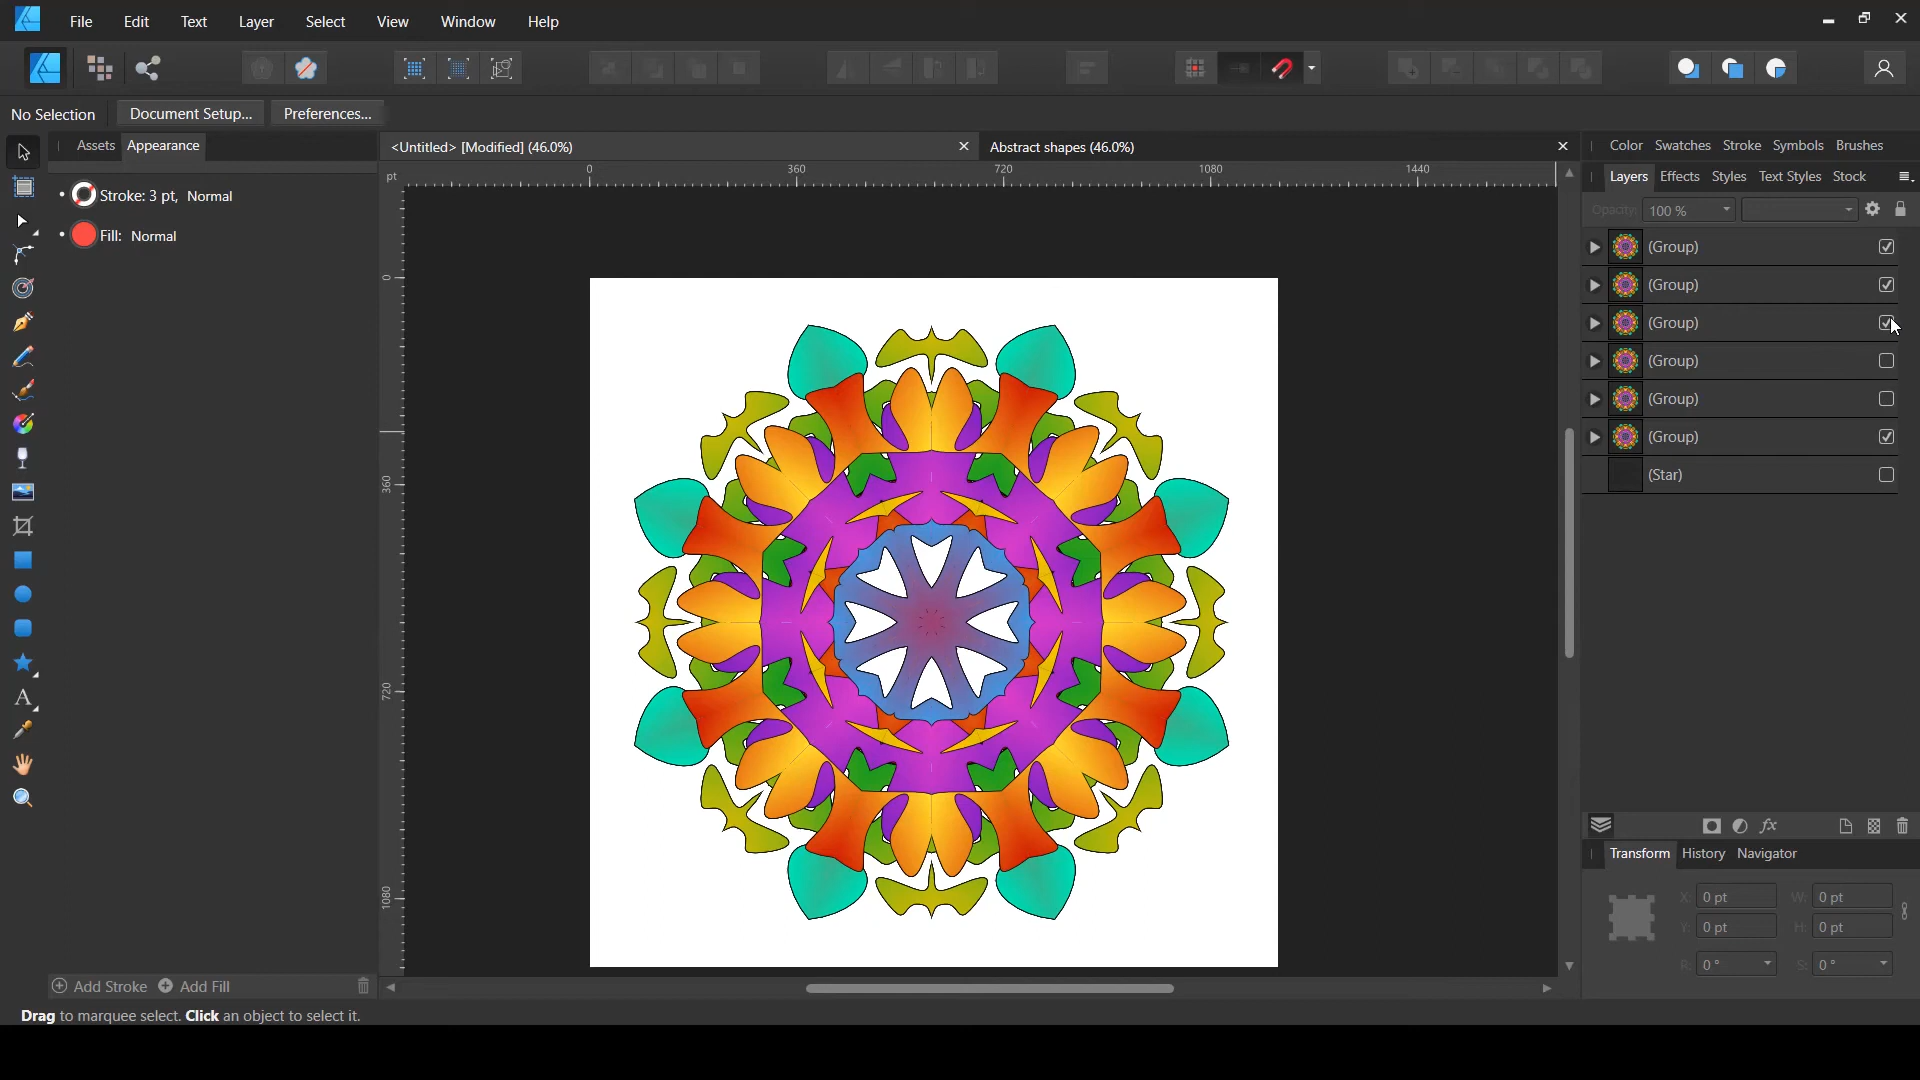 File Edit Text Layer Select View Window Help
No Selection Document Setup... Preferences...
Assets Appearance
<Untitled> [Modified] (46.0%)
Abstract shapes (46.0%)
Color Swatches Stroke Symbols Brushes
pt
0 360 720 1080 1440
Layers Effects Styles Text Styles Stock
Stroke: 3 pt, Normal
Opacity: 100 %
Fill: Normal
(Group)
(Group)
(Group)
(Group)
(Group)
(Group)
(Star)
0
360
720
1080
fx
Transform History Navigator
X: 0 pt W: 0 pt
Y: 0 pt H: 0 pt
R: 0 ° S: 0 °
Add Stroke Add Fill
Drag to marquee select. Click an object to select it.